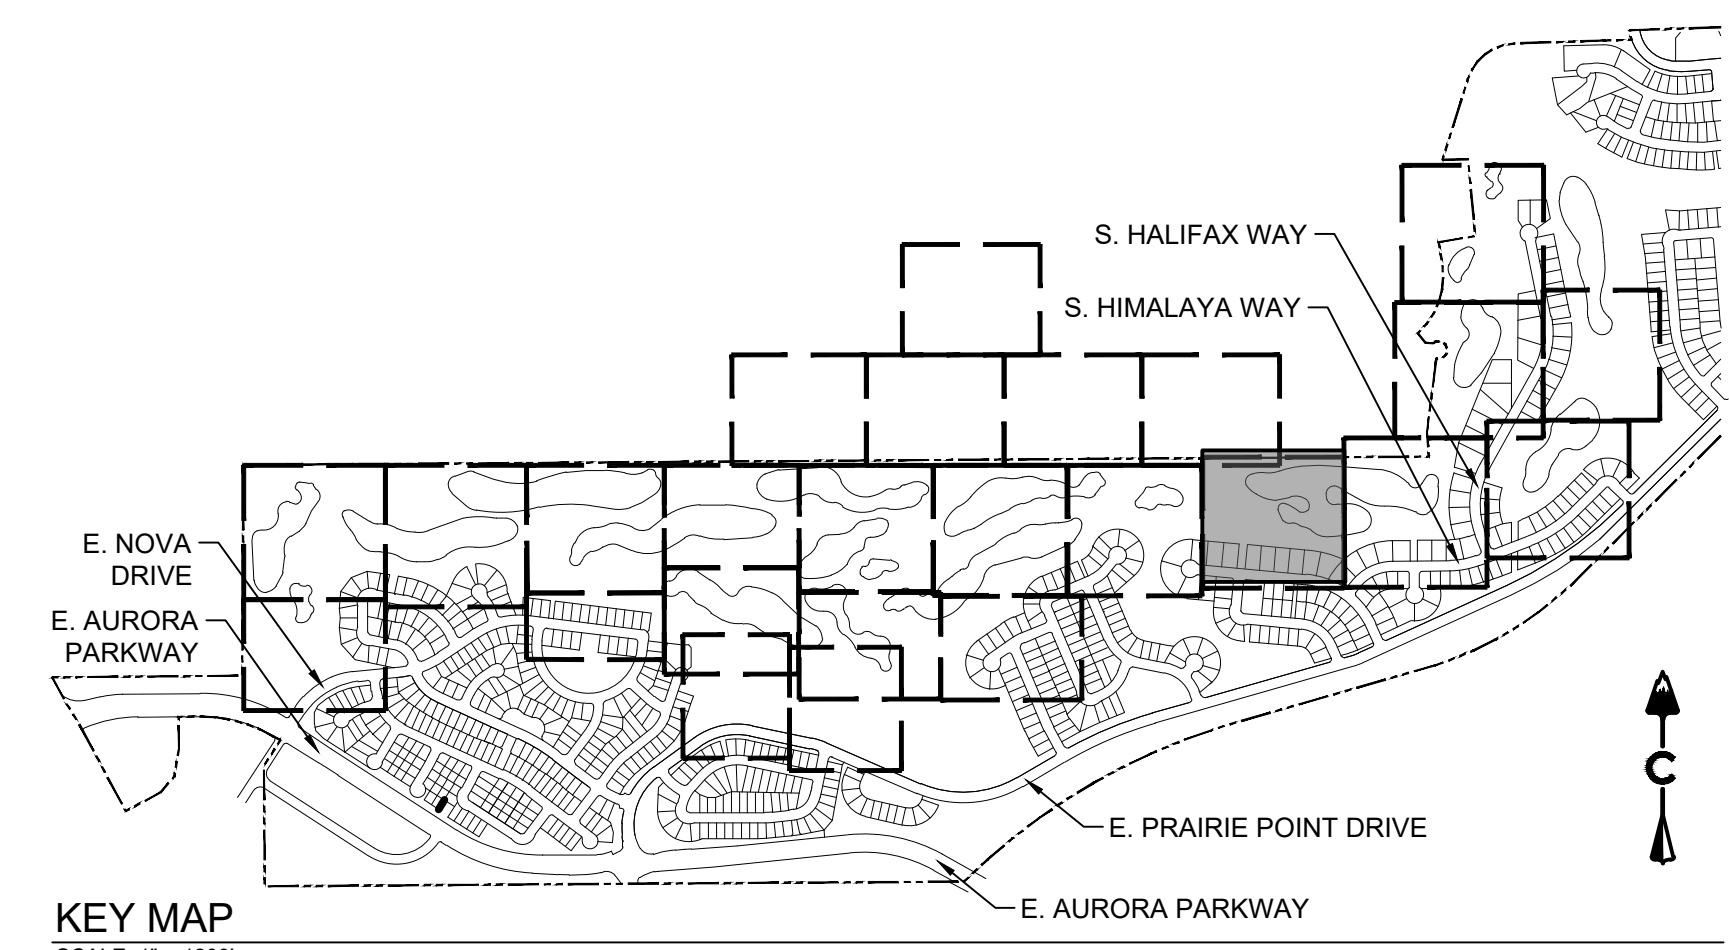 S. HALIFAX WAY
S. HIMALAYA WAY
E. NOVA
DRIVE
E. AURORA
PARKWAY
C
E. PRAIRIE POINT DRIVE
E. AURORA PARKWAY
KEY MAP